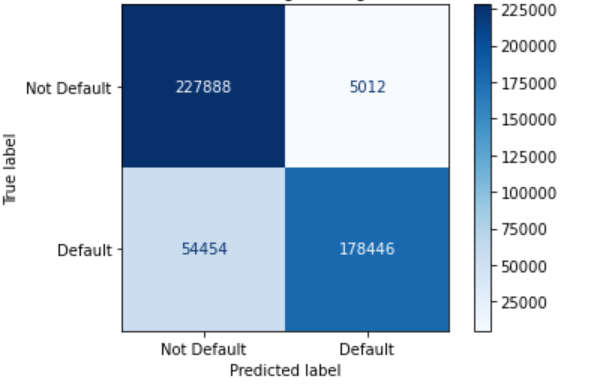 225000
Not Default 227888 5012
200000
175000
150000
125000
True label
100000
75000
Default 54454 178446
50000
25000
Not Default Default
Predicted label